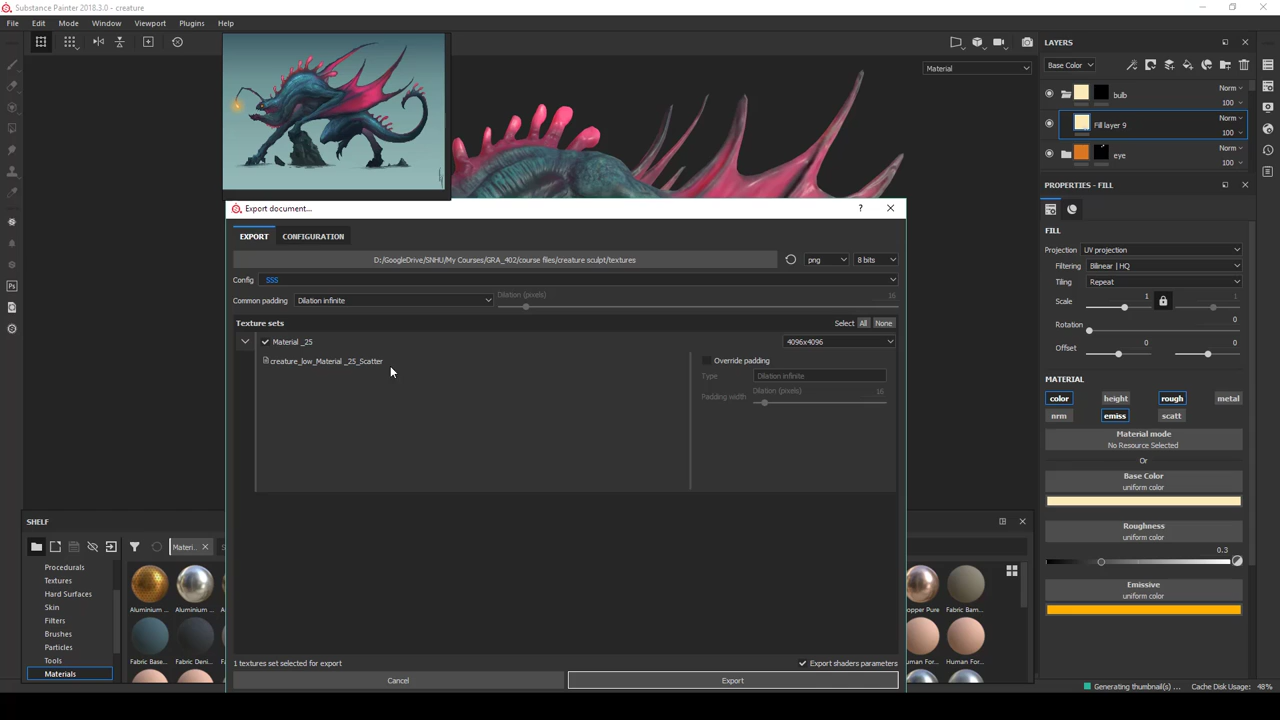 Substance Painter 2018.3.0 - creature
File Edit Mode Viewport Plugins Help
Material
Export document...
?
EXPORT CONFIGURATION
D:/GoogleDrive/SNHU/My Courses/GRA_402/course files/creature sculpt/textures
png
8 bits
Config SSS
Common padding Dilation infinite
Dilation (pixels) 16
Texture sets
Select All None
Material _25
4096x4096
creature_low_Material _25_Scatter
Override padding
Type Dilation infinite
Padding width Dilation (pixels) 16
1 textures set selected for export
Export shaders parameters
Cancel Export
LAYERS
Base Color
bulb Norm 100
Fill layer 9 Norm 100
eye Norm 100
PROPERTIES - FILL
FILL
Projection UV projection
Filtering Bilinear | HQ
Tiling Repeat
Scale 1
Rotation 0
Offset 0 0
MATERIAL
color height rough metal
nrm emiss scatt
Material mode
No Resource Selected
Or
Base Color
uniform color
Roughness
uniform color
0.3
Emissive
uniform color
SHELF
Materi...
Procedurals
Textures
Hard Surfaces
Skin
Filters
Brushes
Particles
Tools
Materials
Aluminium ... Aluminium ...
Fabric Base... Fabric Deni...
opper Pure Fabric Bam...
Human For... Human For...
Ps
Generating thumbnail(s) ... Cache Disk Usage: 48%